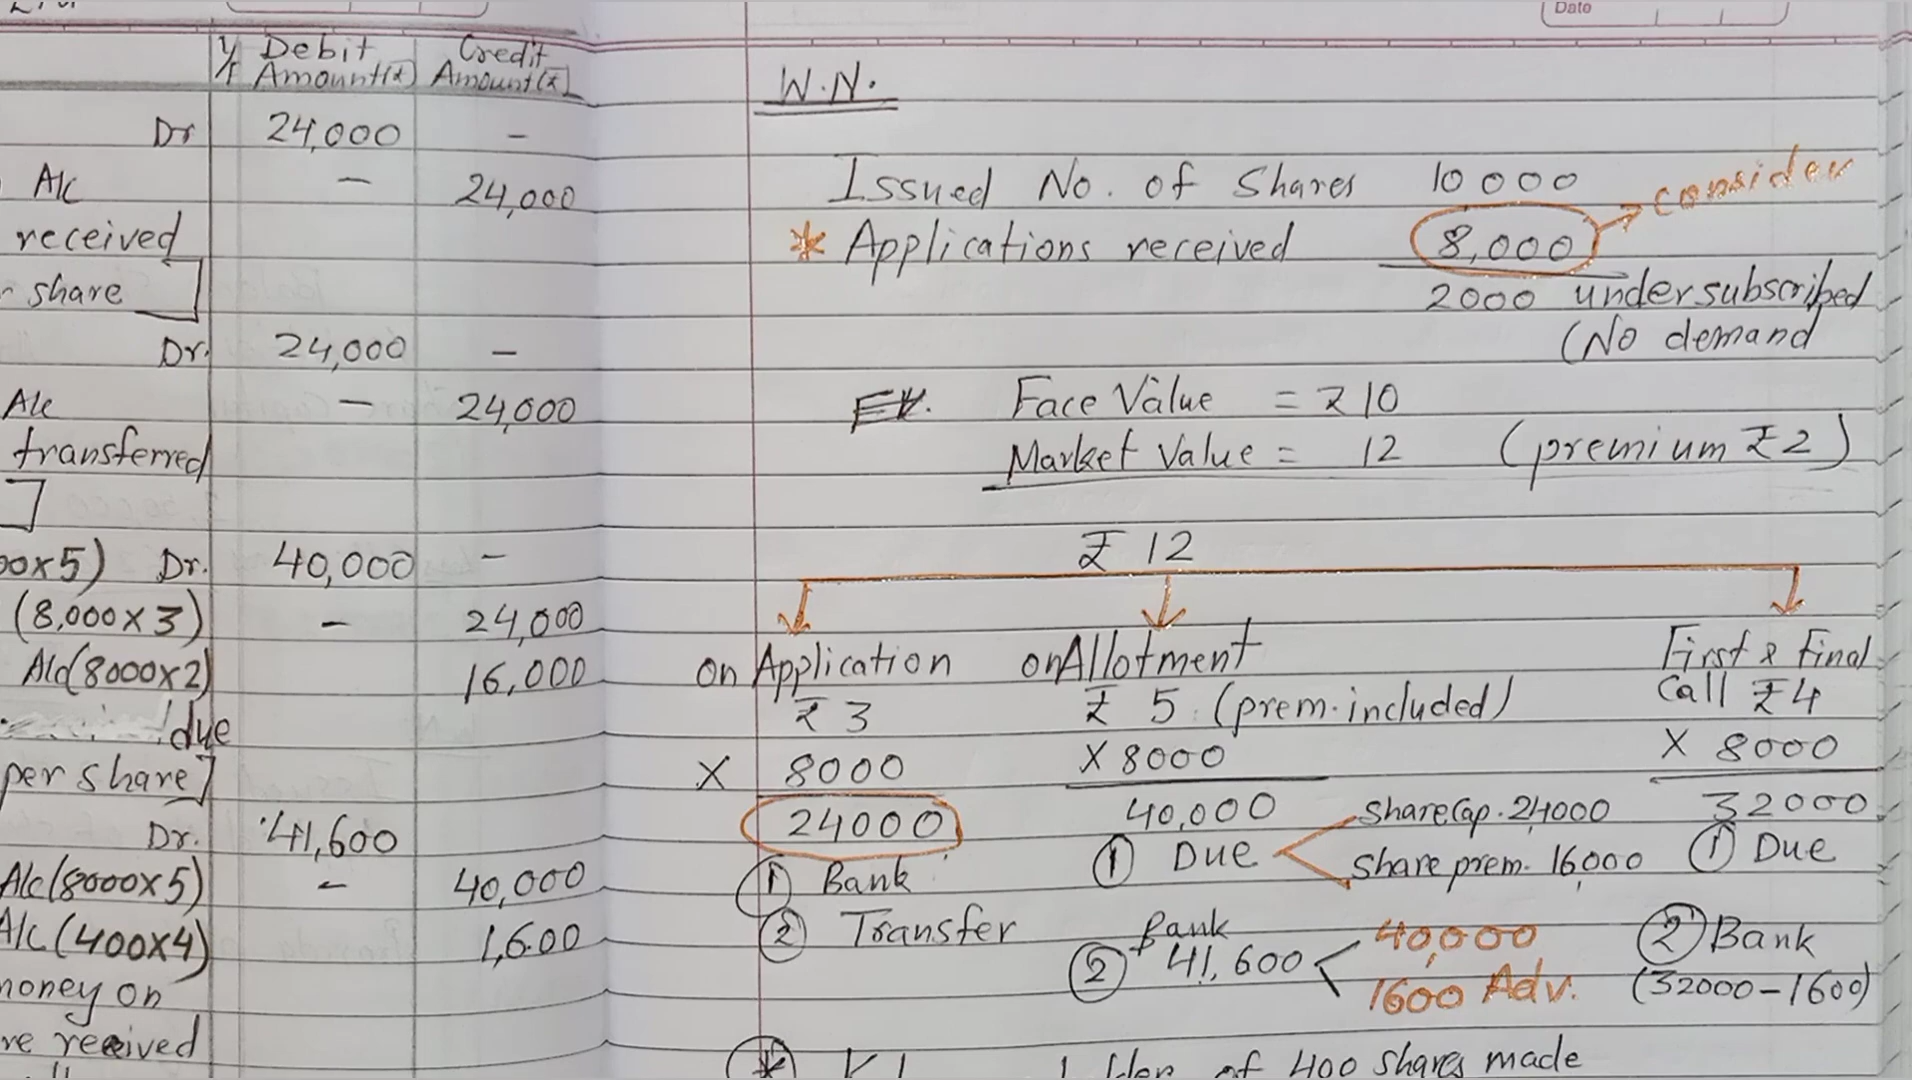 Date
Debit Credit
Amount(₹) Amount(₹)
Dr 24,000 -
A/c - 24,000
received
share
Dr. 24,000 -
A/c - 24,000
transferred
]
00x5) Dr. 40,000 -
(8,000x3) - 24,000
A/c(8000x2) 16,000
due
per share]
Dr. 41,600
A/c(8000x5) - 40,000
A/c (400x4) 1,600
money on
received
W.N.
Issued No. of Shares 10000
* Applications received 8,000 → consider
2000 undersubscribed
(No demand
Ex. Face Value = ₹10
Market Value = 12 (premium ₹2)
₹ 12
on Application on Allotment First & Final
₹ 3 ₹ 5 (prem. included) Call ₹4
X 8000 X 8000 X 8000
24000 40,000 32000
Share Cap. 24000
① Bank ① Due Share prem. 16,000 ① Due
② Transfer ② Bank 41,600 < 40,000 ② Bank
1600 Adv. (32000-1600)
of 400 shares made